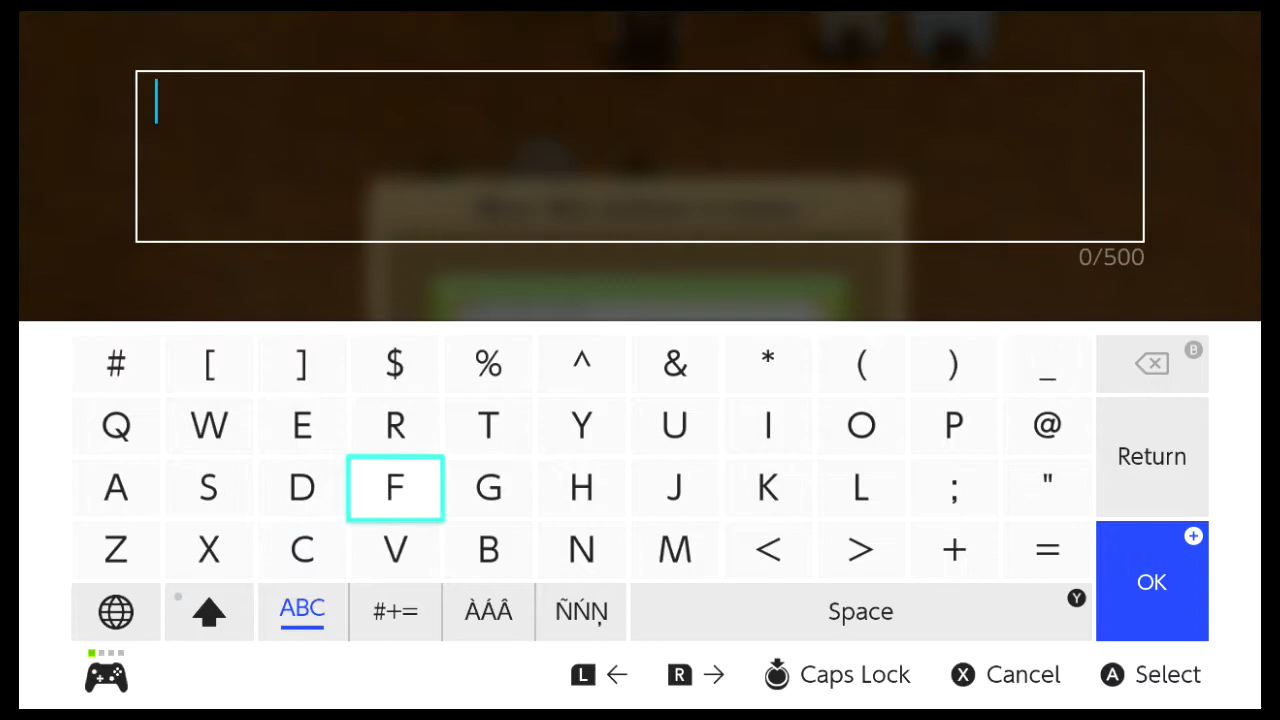 0/500
# [ ] $ % ^ & * ( ) _ B
Q W E R T Y U I O P @ Return
A S D F G H J K L ; "
Z X C V B N M < > + = OK
ABC #+= ÀÁÂ ÑŃŅ Space Y
L ← R → Caps Lock X Cancel A Select